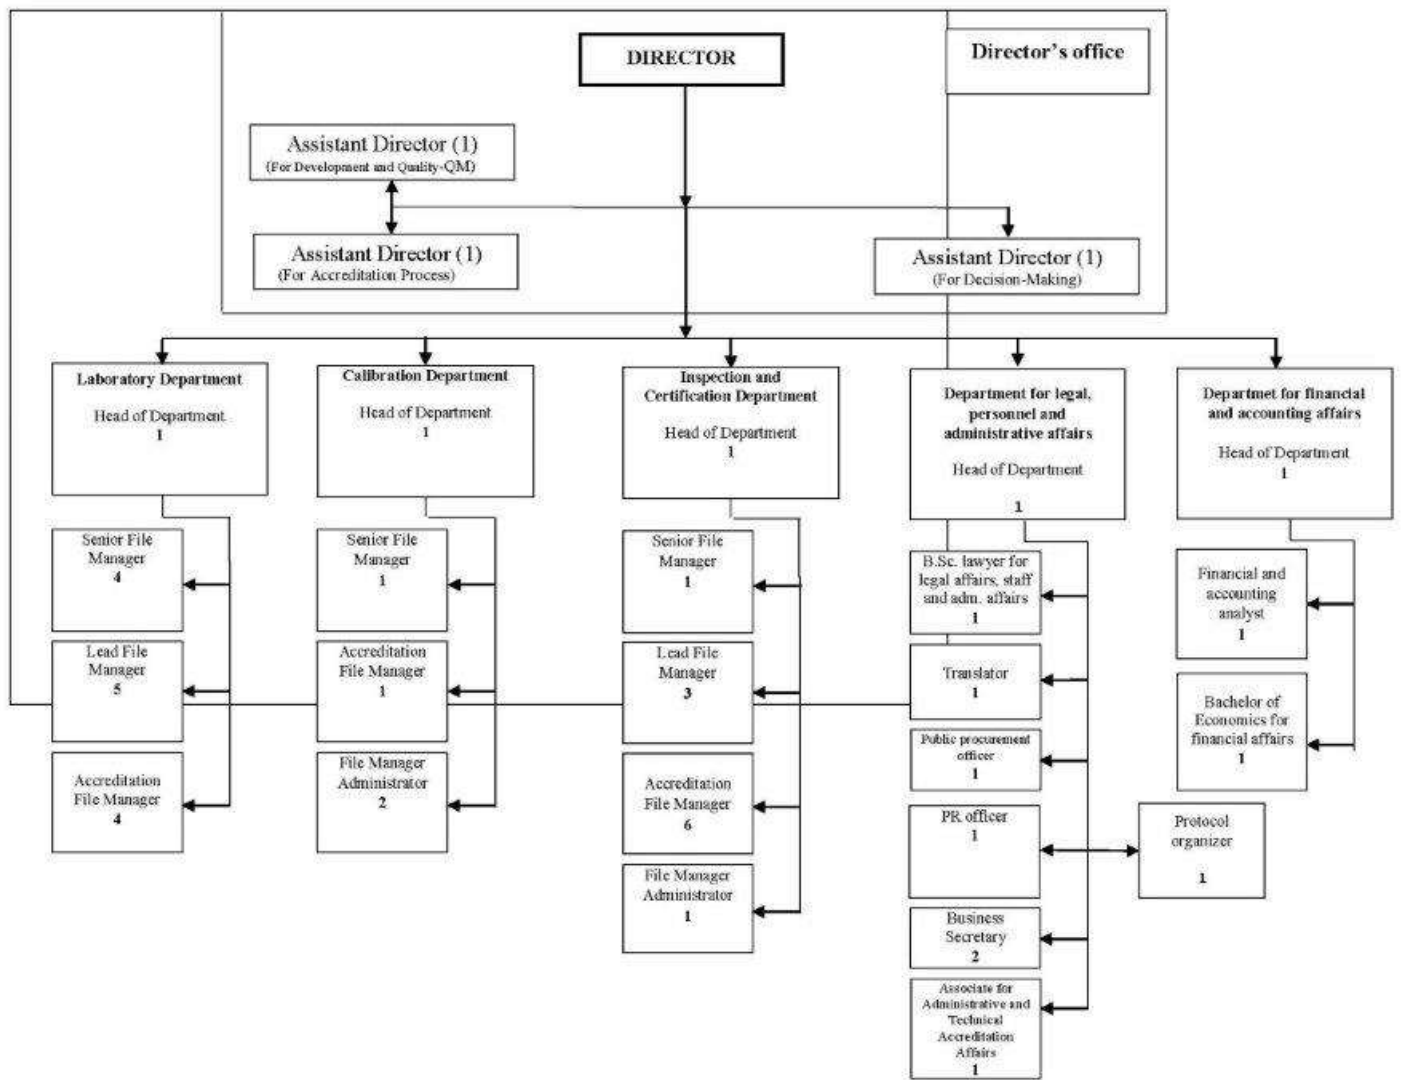 DIRECTOR
Director's office
Assistant Director (1)
(For Development and Quality-QM)
Assistant Director (1)
(For Accreditation Process)
Assistant Director (1)
(For Decision-Making)
Laboratory Department
Head of Department
1
Senior File
Manager
4
Lead File
Manager
5
Accreditation
File Manager
4
Calibration Department
Head of Department
1
Senior File
Manager
1
Accreditation
File Manager
1
File Manager
Administrator
2
Inspection and
Certification Department
Head of Department
1
Senior File
Manager
1
Lead File
Manager
3
Accreditation
File Manager
6
File Manager
Administrator
1
Department for legal,
personnel and
administrative affairs
Head of Department
1
B.Sc. lawyer for
legal affairs, staff
and adm. affairs
1
Translator
1
Public procurement
officer
1
PR officer
1
Protocol
organizer
1
Business
Secretary
2
Associate for
Administrative and
Technical
Accreditation
Affairs
1
Departmet for financial
and accounting affairs
Head of Department
1
Financial and
accounting
analyst
1
Bachelor of
Economics for
financial affairs
1